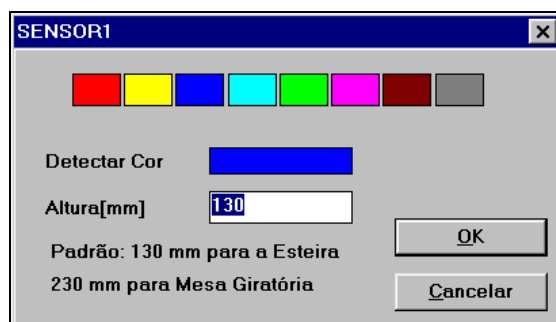 SENSOR1
Detectar Cor
Altura[mm] 130
Padrão: 130 mm para a Esteira
230 mm para Mesa Giratória
OK
Cancelar